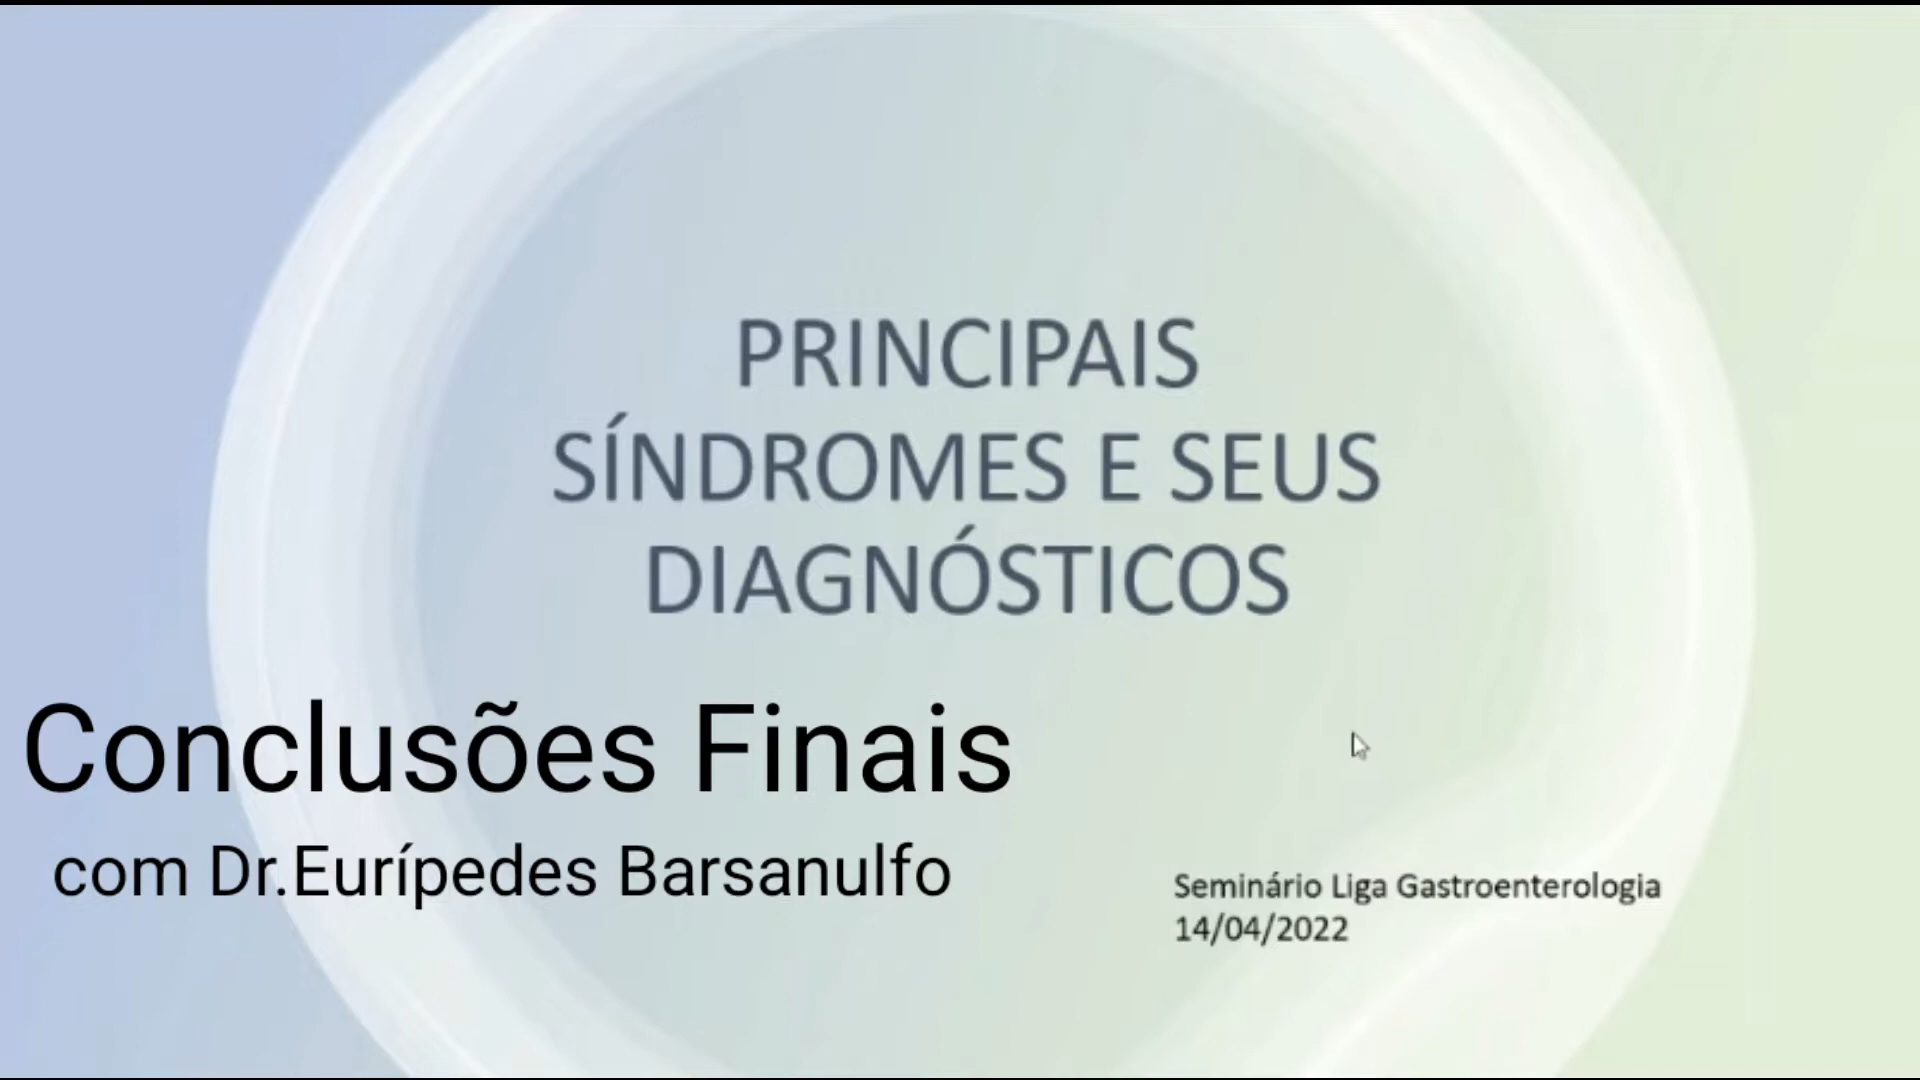 PRINCIPAIS
SÍNDROMES E SEUS
DIAGNÓSTICOS
Conclusões Finais
com Dr.Eurípedes Barsanulfo
Seminário Liga Gastroenterologia
14/04/2022